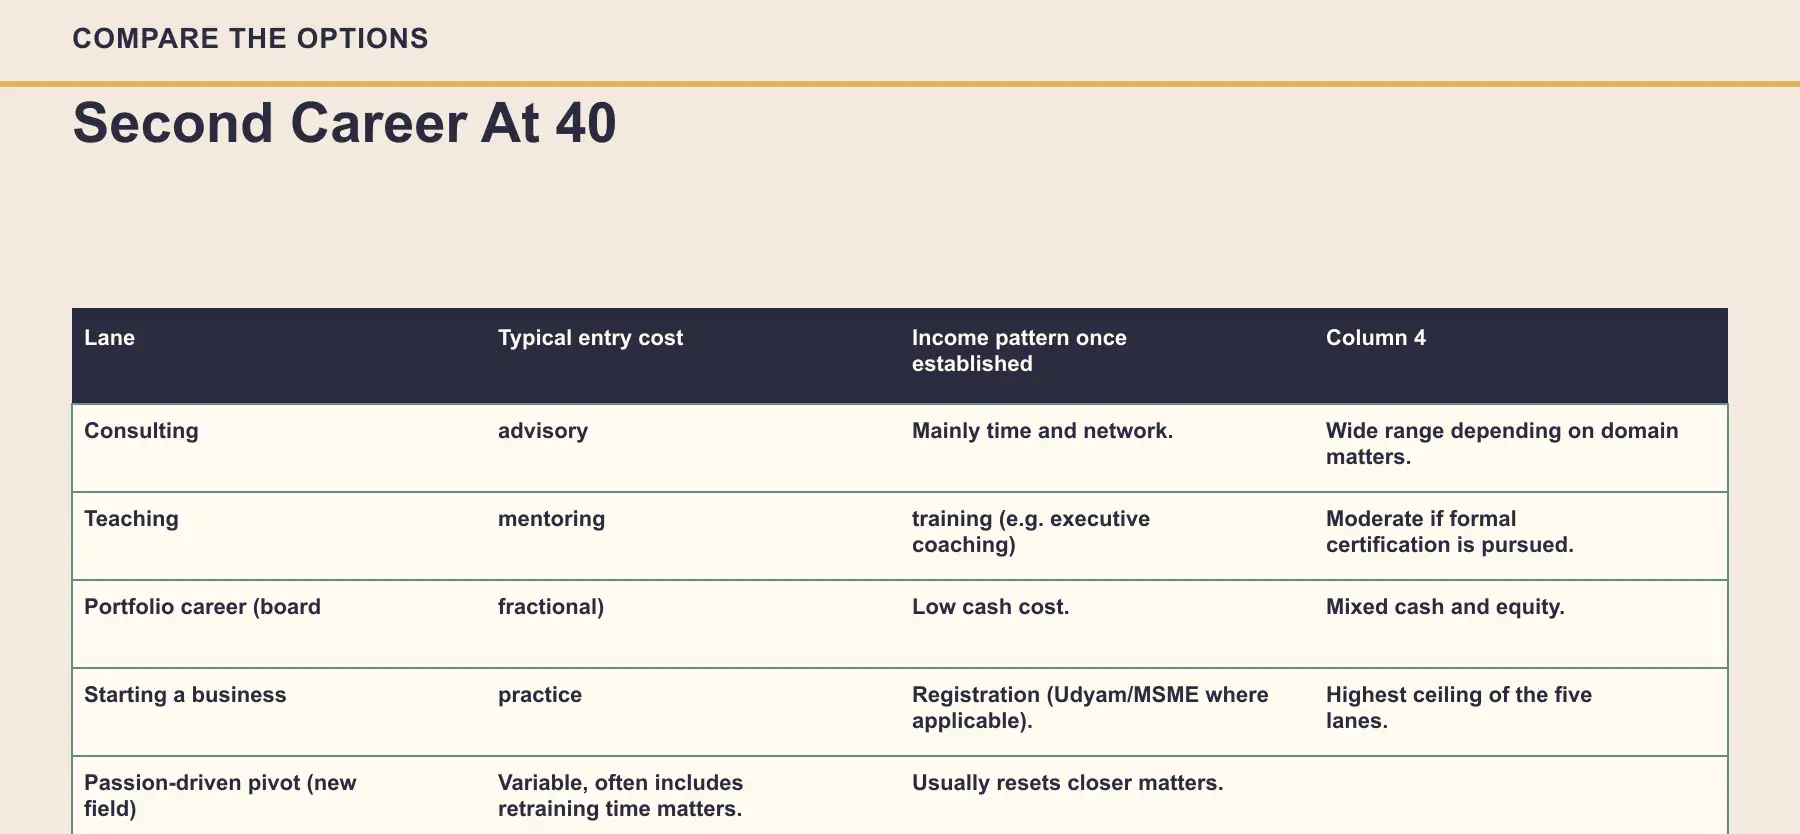 COMPARE THE OPTIONS
Second Career At 40
Lane
Typical entry cost
Income pattern once
established
Column 4
Consulting
advisory
Mainly time and network.
Wide range depending on domain
matters.
Teaching
mentoring
training (e.g. executive
coaching)
Moderate if formal
certification is pursued.
Portfolio career (board
fractional)
Low cash cost.
Mixed cash and equity.
Starting a business
practice
Registration (Udyam/MSME where
applicable).
Highest ceiling of the five
lanes.
Passion-driven pivot (new
field)
Variable, often includes
retraining time matters.
Usually resets closer matters.